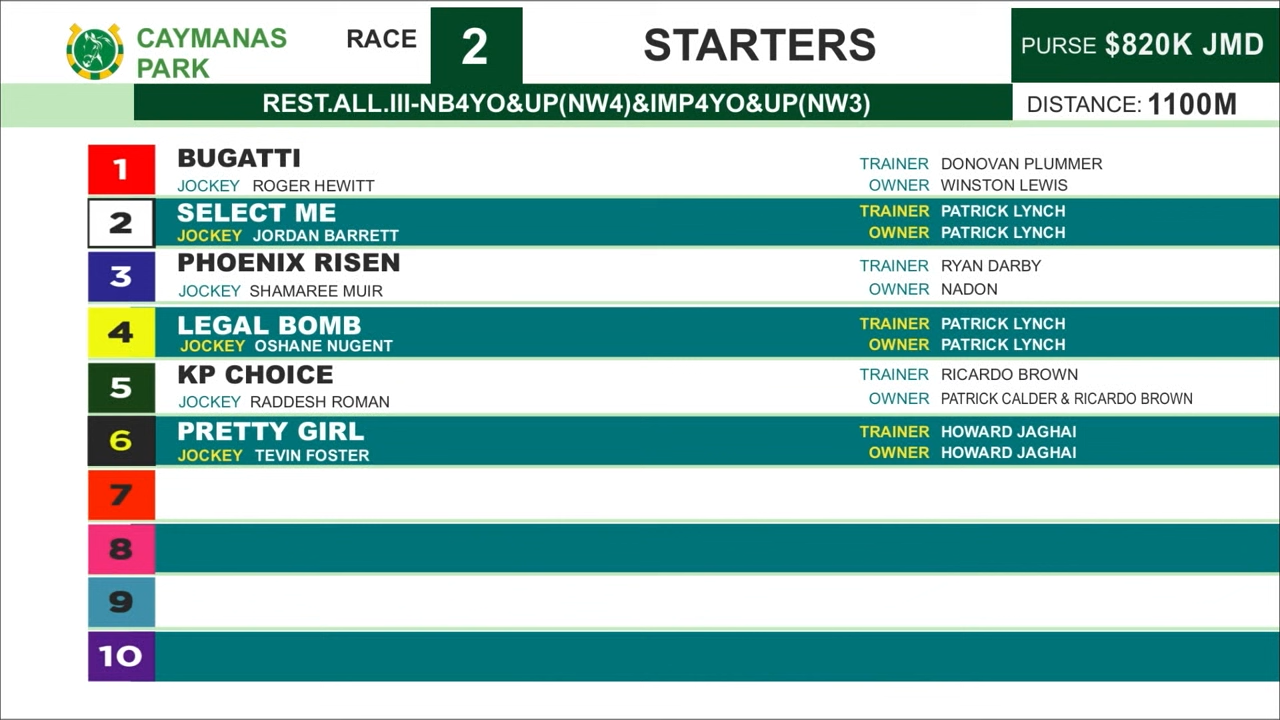 CAYMANAS
PARK
RACE 2 STARTERS PURSE $820K JMD
REST.ALL.III-NB4YO&UP(NW4)&IMP4YO&UP(NW3) DISTANCE: 1100M
1 BUGATTI TRAINER DONOVAN PLUMMER
JOCKEY ROGER HEWITT OWNER WINSTON LEWIS
2 SELECT ME TRAINER PATRICK LYNCH
JOCKEY JORDAN BARRETT OWNER PATRICK LYNCH
3 PHOENIX RISEN TRAINER RYAN DARBY
JOCKEY SHAMAREE MUIR OWNER NADON
4 LEGAL BOMB TRAINER PATRICK LYNCH
JOCKEY OSHANE NUGENT OWNER PATRICK LYNCH
5 KP CHOICE TRAINER RICARDO BROWN
JOCKEY RADDESH ROMAN OWNER PATRICK CALDER & RICARDO BROWN
6 PRETTY GIRL TRAINER HOWARD JAGHAI
JOCKEY TEVIN FOSTER OWNER HOWARD JAGHAI
7
8
9
10